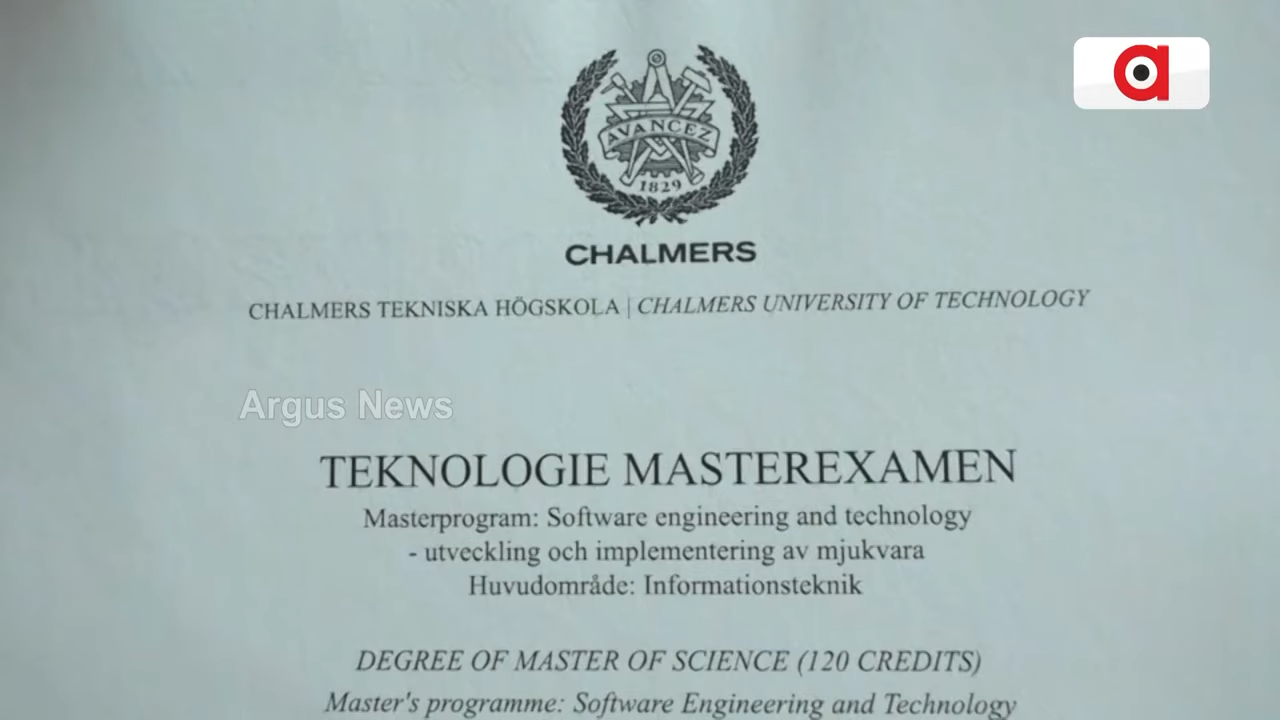 AVANCEZ
1829
CHALMERS
CHALMERS TEKNISKA HÖGSKOLA | CHALMERS UNIVERSITY OF TECHNOLOGY
Argus News
TEKNOLOGIE MASTEREXAMEN
Masterprogram: Software engineering and technology
- utveckling och implementering av mjukvara
Huvudområde: Informationsteknik
DEGREE OF MASTER OF SCIENCE (120 CREDITS)
Master's programme: Software Engineering and Technology